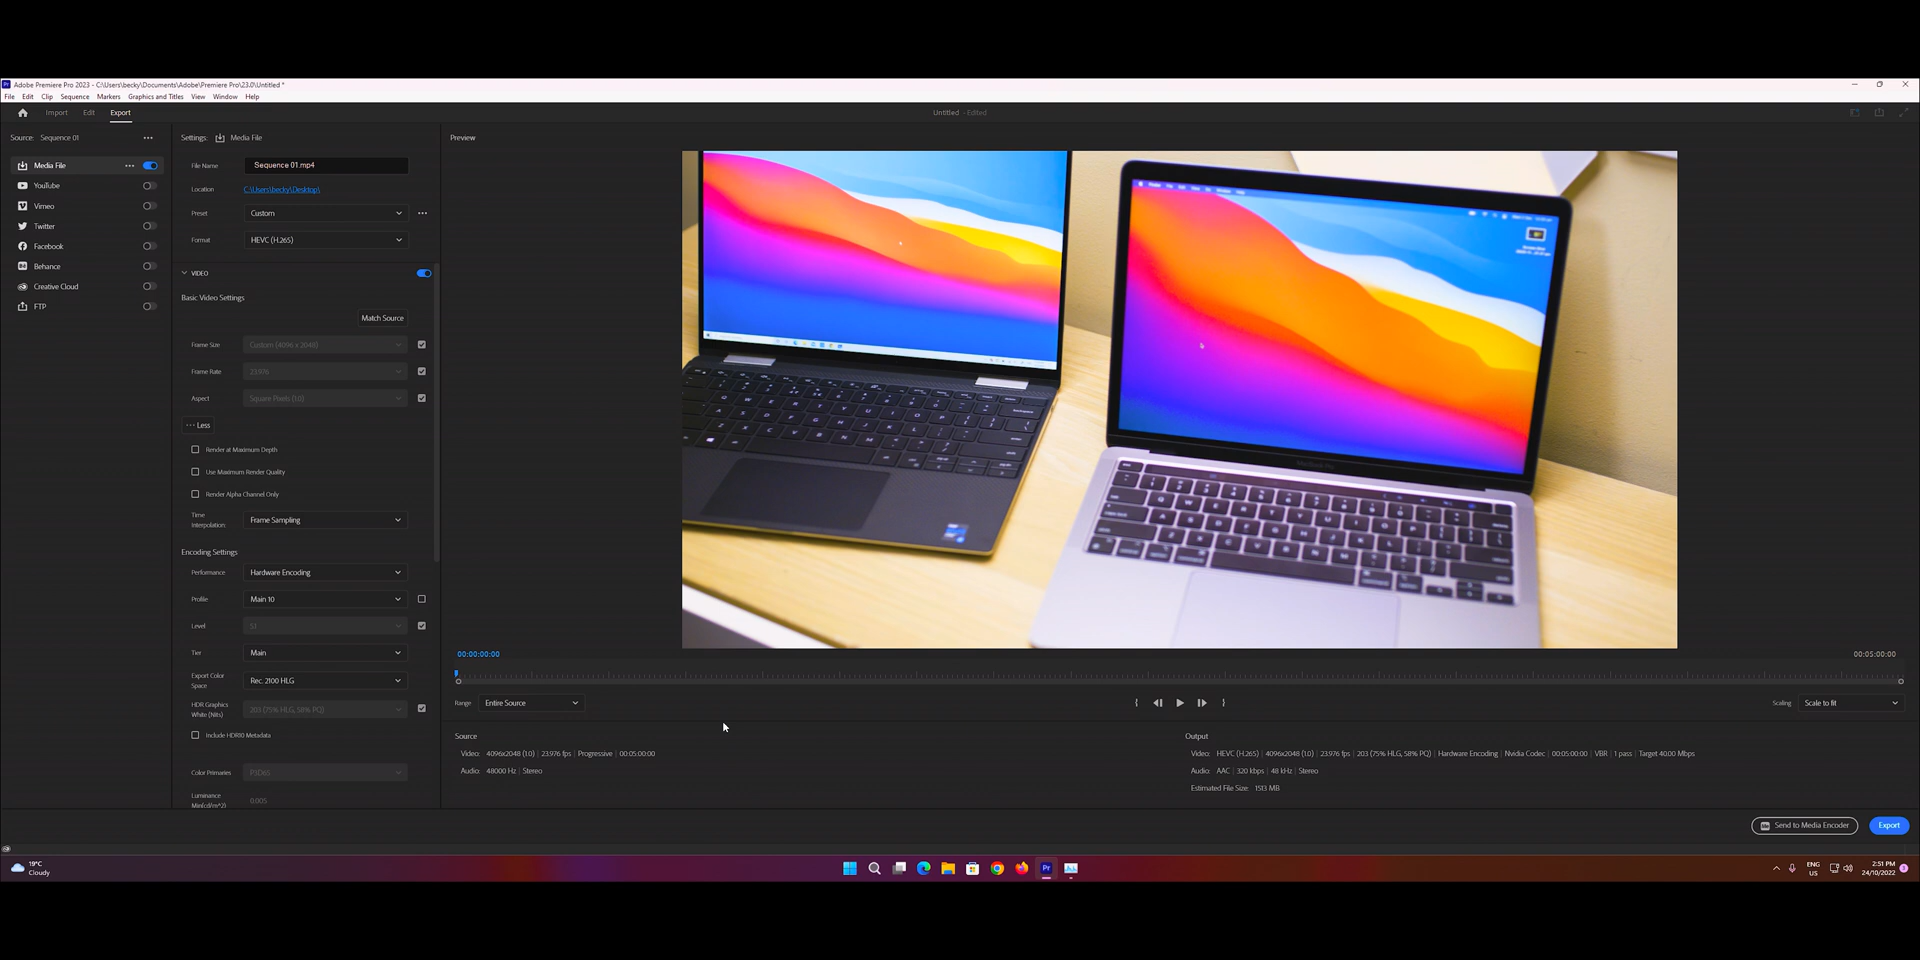 Adobe Premiere Pro 2023 - C:\Users\becky\Documents\Adobe\Premiere Pro\23.0\Untitled *
File Edit Clip Sequence Markers Graphics and Titles View Window Help
Import Edit Export
Untitled - Edited
Source: Sequence 01
Media File
YouTube
Vimeo
Twitter
Facebook
Behance
Creative Cloud
FTP
Settings: Media File
File Name Sequence 01.mp4
Location C:\Users\becky\Desktop\
Preset Custom
Format HEVC (H.265)
VIDEO
Basic Video Settings
Match Source
Frame Size Custom (4096 x 2048)
Frame Rate 23.976
Aspect Square Pixels (1.0)
Less
Render at Maximum Depth
Use Maximum Render Quality
Render Alpha Channel Only
Time
Interpolation: Frame Sampling
Encoding Settings
Performance Hardware Encoding
Profile Main 10
Level 5.1
Tier Main
Export Color
Space Rec. 2100 HLG
HDR Graphics
White (Nits) 203 (75% HLG, 58% PQ)
Include HDR10 Metadata
Color Primaries P3D65
Luminance
Min(cd/m^2) 0.005
Preview
00:00:00:00
00:05:00:00
Range Entire Source
Scaling Scale to fit
Source
Video: 4096x2048 (1.0) | 23.976 fps | Progressive | 00:05:00:00
Audio: 48000 Hz | Stereo
Output
Video: HEVC (H.265) | 4096x2048 (1.0) | 23.976 fps | 203 (75% HLG, 58% PQ) | Hardware Encoding | Nvidia Codec | 00:05:00:00 | VBR | 1 pass | Target 40.00 Mbps
Audio: AAC | 320 kbps | 48 kHz | Stereo
Estimated File Size: 1513 MB
Send to Media Encoder
Export
19°C
Cloudy
Pr
ENG
US
2:51 PM
24/10/2022